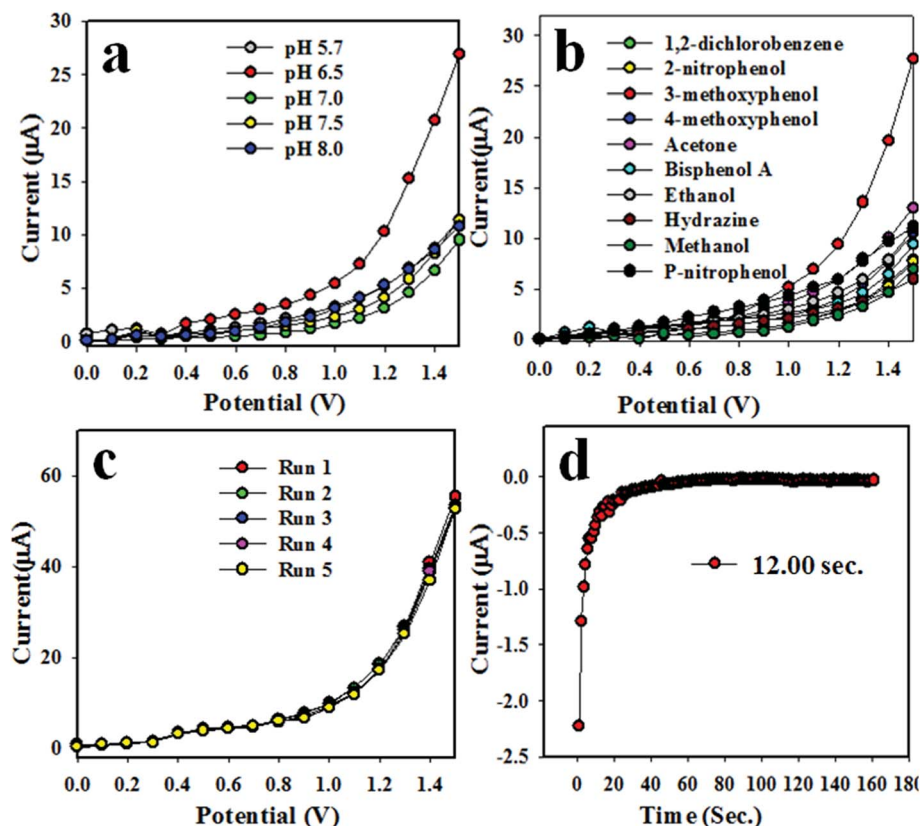 a
pH 5.7
pH 6.5
pH 7.0
pH 7.5
pH 8.0
30
25
20
15
10
5
0
Current (µA)
0.0 0.2 0.4 0.6 0.8 1.0 1.2 1.4
Potential (V)
b
1,2-dichlorobenzene
2-nitrophenol
3-methoxyphenol
4-methoxyphenol
Acetone
Bisphenol A
Ethanol
Hydrazine
Methanol
P-nitrophenol
30
25
20
15
10
5
0
Current(µA)
0.0 0.2 0.4 0.6 0.8 1.0 1.2 1.4
Potential (V)
c
Run 1
Run 2
Run 3
Run 4
Run 5
60
40
20
0
Current(µA)
0.0 0.2 0.4 0.6 0.8 1.0 1.2 1.4
Potential (V)
d
12.00 sec.
0.0
-0.5
-1.0
-1.5
-2.0
-2.5
Current (µA)
0 20 40 60 80 100 120 140 160 180
Time (Sec.)